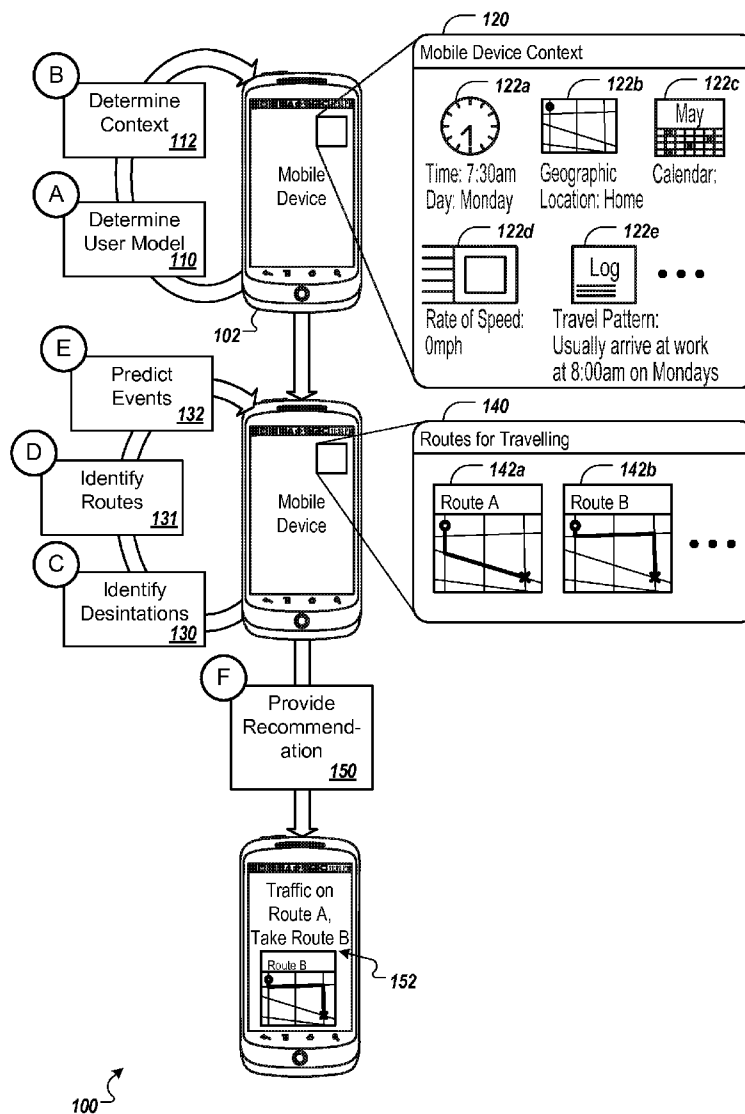 120
Mobile Device Context
122a
122b
122c
May
Time: 7:30am
Day: Monday
Geographic
Location: Home
Calendar:
122d
122e
Log
Rate of Speed:
0mph
Travel Pattern:
Usually arrive at work
at 8:00am on Mondays
B
Determine
Context
112
A
Determine
User Model
110
Mobile
Device
102
E
Predict
Events
132
D
Identify
Routes
131
C
Identify
Desintations
130
Mobile
Device
140
Routes for Travelling
142a
142b
Route A
Route B
F
Provide
Recommend-
ation
150
Traffic on
Route A,
Take Route B
Route B
152
100